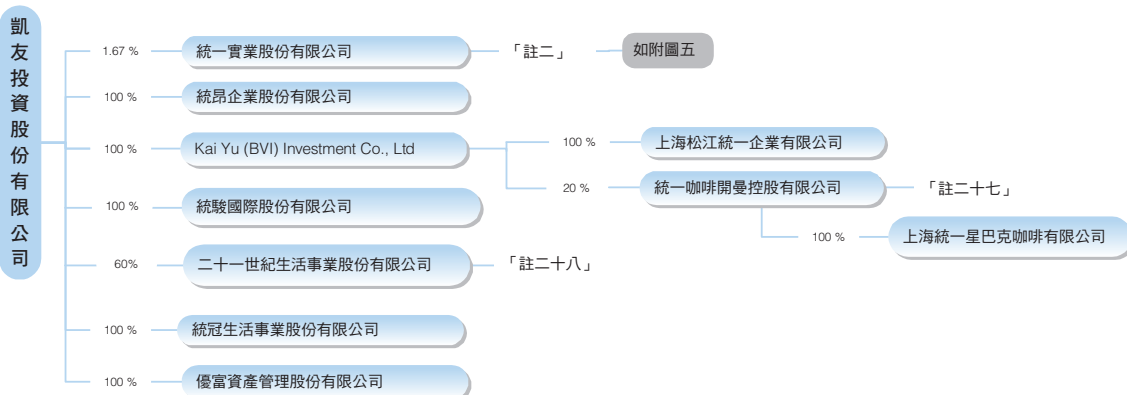 凱友投資股份有限公司
1.67 % 統一實業股份有限公司 「註二」 如附圖五
100 % 統昂企業股份有限公司
100 % Kai Yu (BVI) Investment Co., Ltd
100 % 上海松江統一企業有限公司
20 % 統一咖啡開曼控股有限公司 「註二十七」
100 % 上海統一星巴克咖啡有限公司
100 % 統駿國際股份有限公司
60% 二十一世紀生活事業股份有限公司 「註二十八」
100 % 統冠生活事業股份有限公司
100 % 優富資產管理股份有限公司